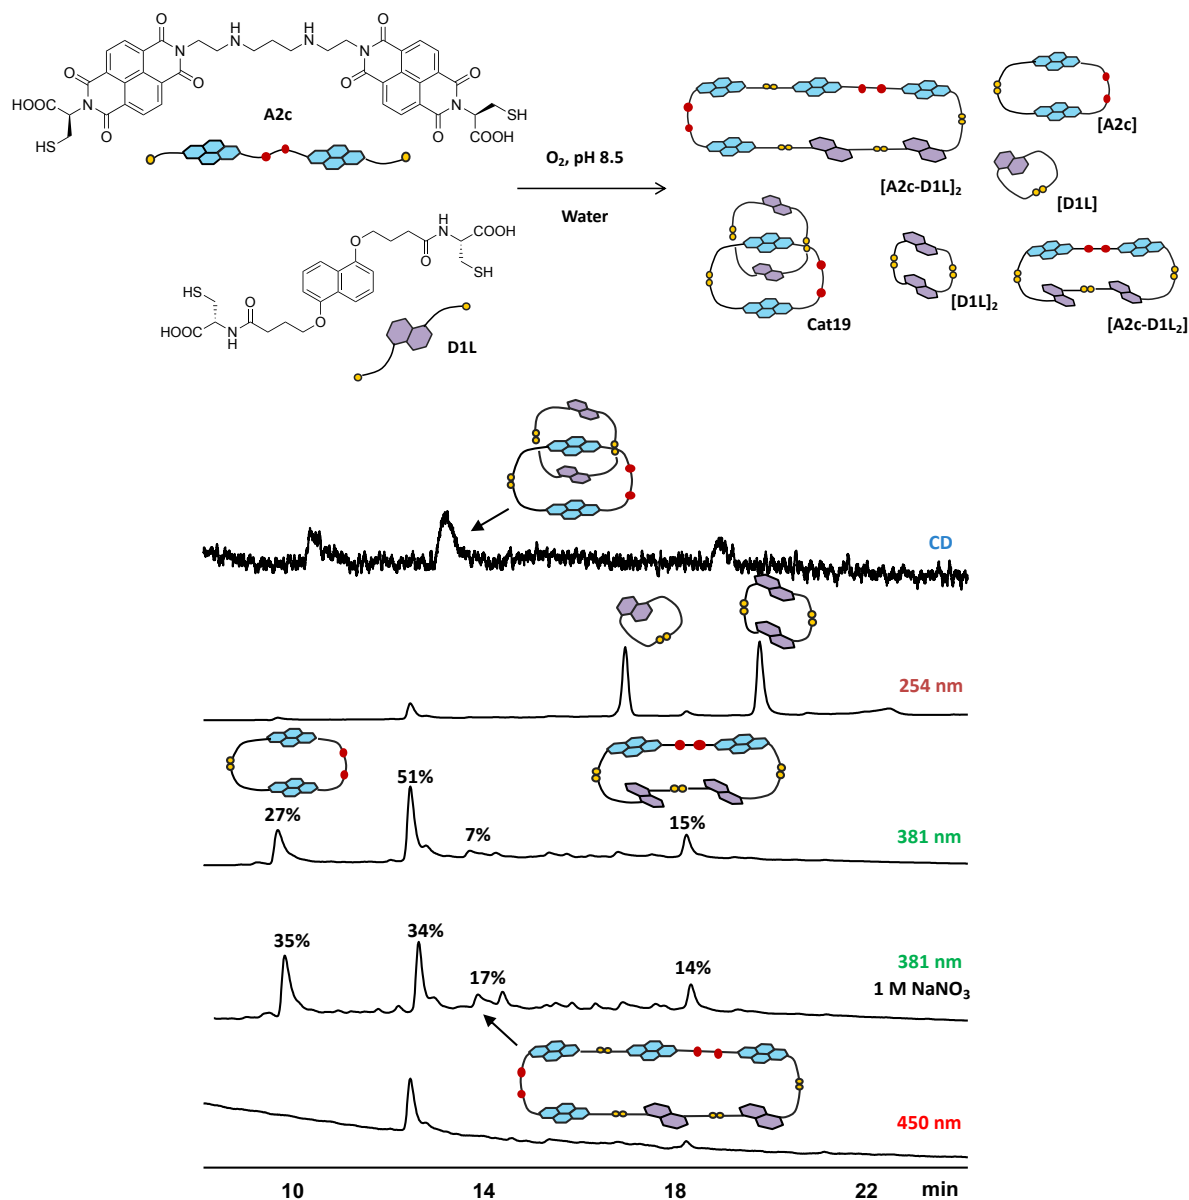 O O
H H
N N N N
O O O O
HOOC N O A2c O N
HS SH
COOH
[A2c]
O₂, pH 8.5
Water
[A2c-D1L]₂
[D1L]
O H N COOH
O SH
HS
HOOC N H O
D1L
Cat19
[D1L]₂
[A2c-D1L₂]
CD
254 nm
27%
51%
7%
15%
381 nm
35%
34%
17%
14%
381 nm
1 M NaNO₃
450 nm
10 14 18 22 min